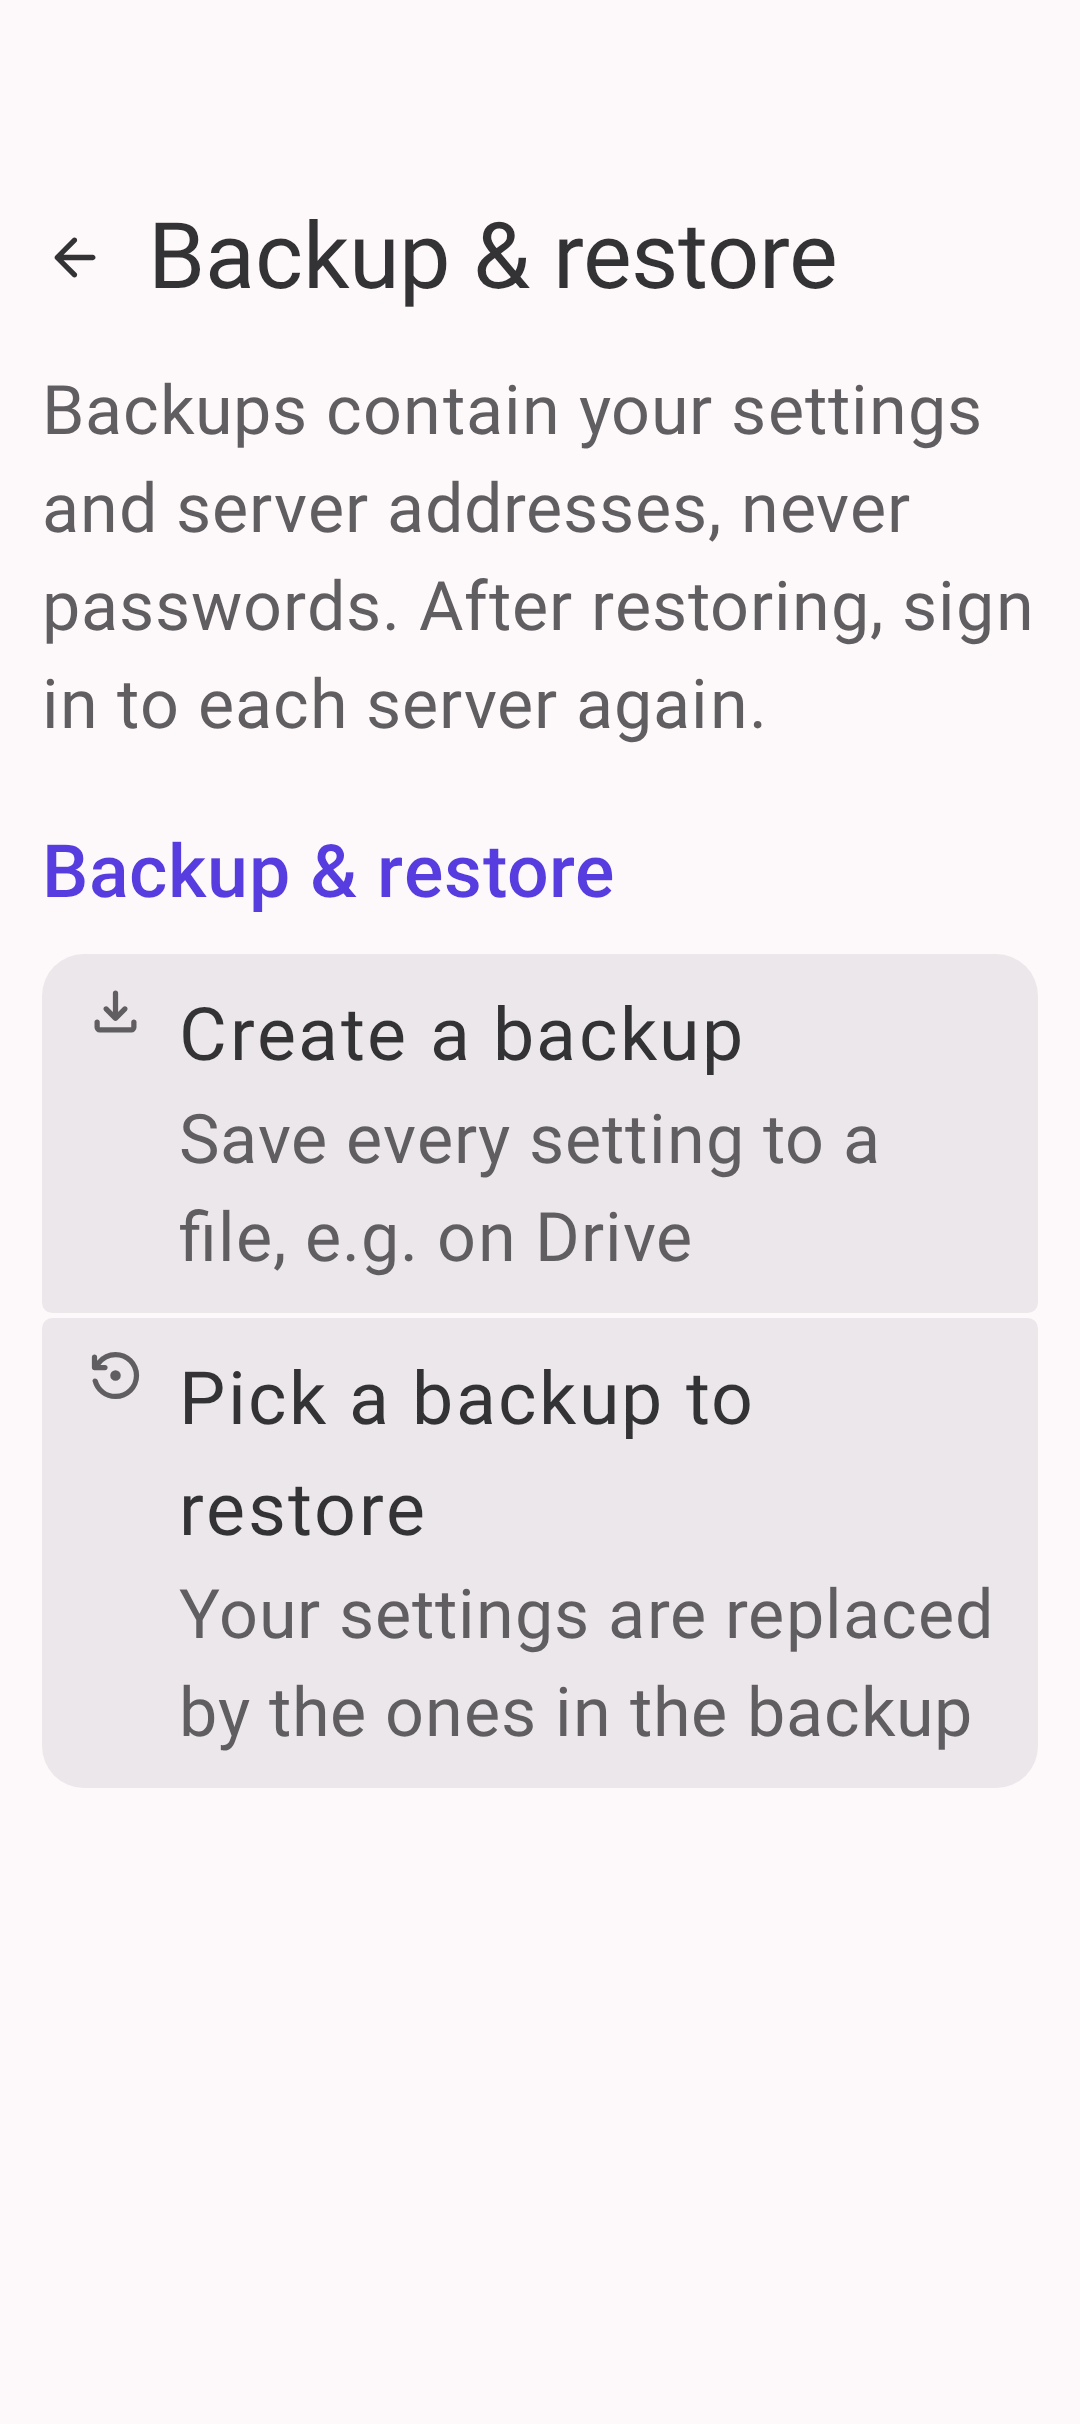 Backup & restore
Backups contain your settings
and server addresses, never
passwords. After restoring, sign
in to each server again.
Backup & restore
Create a backup
Save every setting to a
file, e.g. on Drive
Pick a backup to
restore
Your settings are replaced
by the ones in the backup